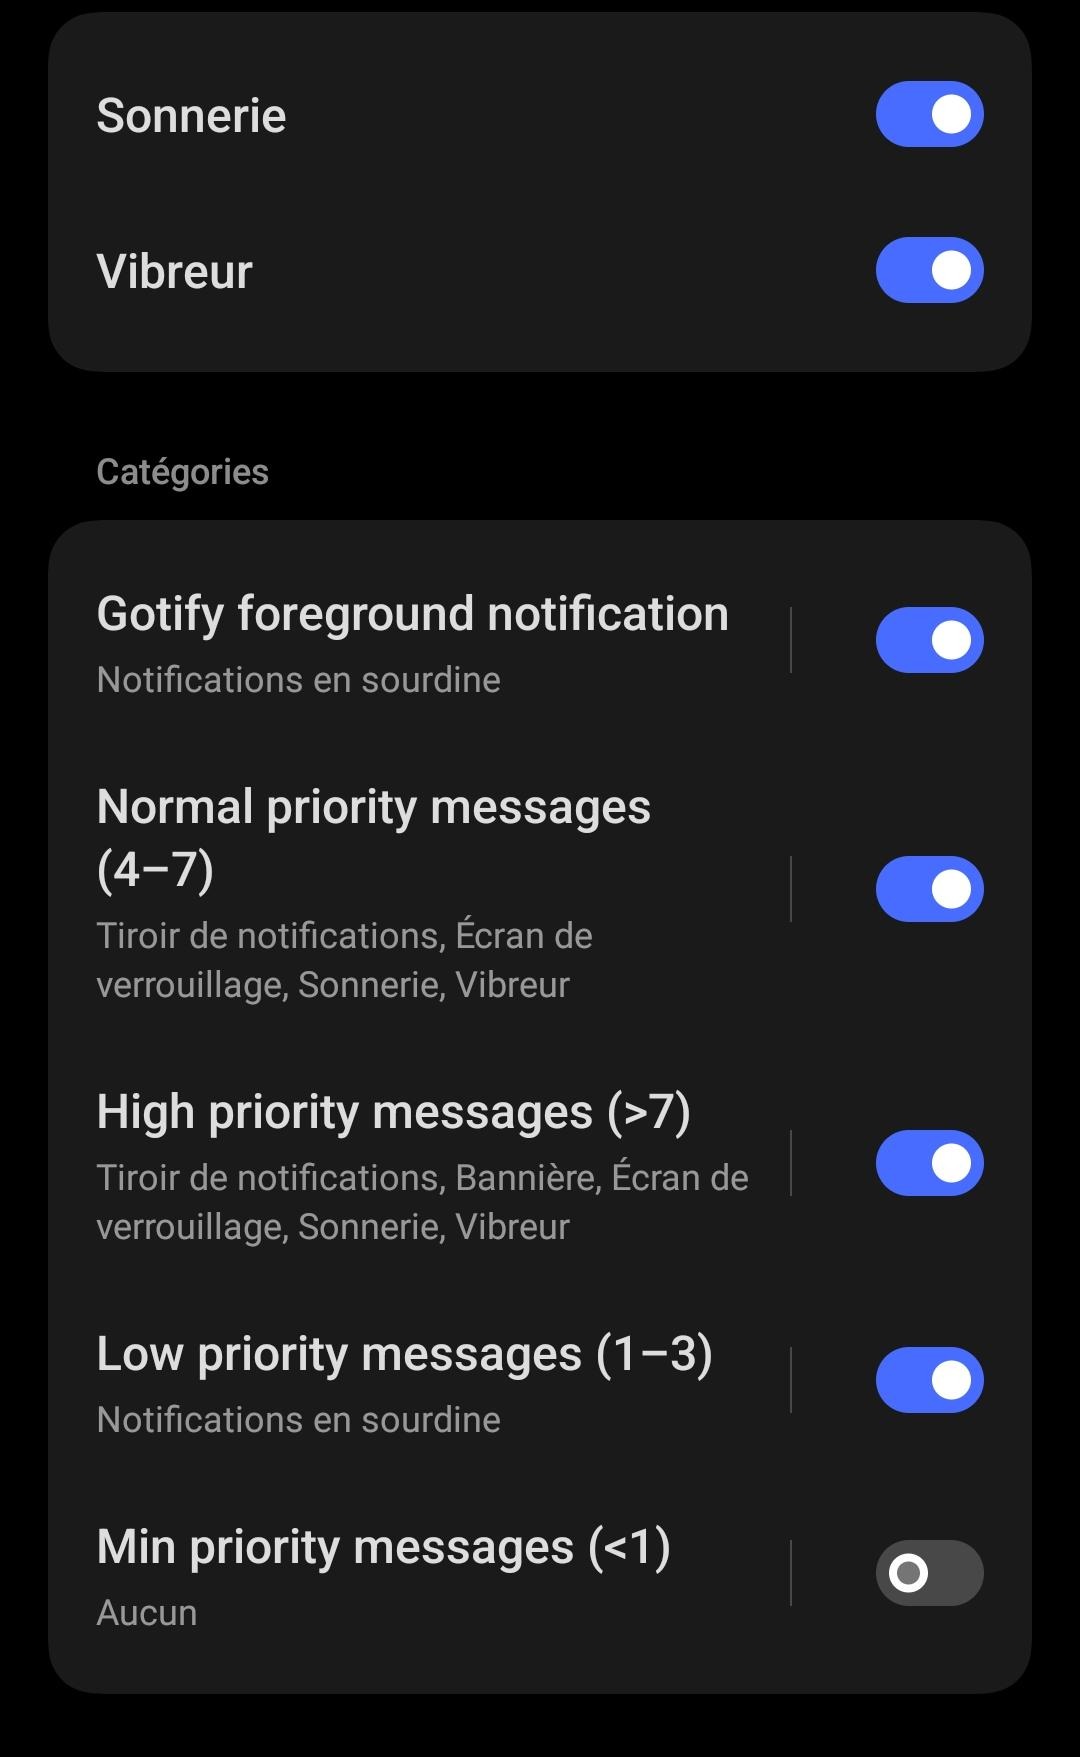 Sonnerie
Vibreur
Catégories
Gotify foreground notification
Notifications en sourdine
Normal priority messages
(4–7)
Tiroir de notifications, Écran de
verrouillage, Sonnerie, Vibreur
High priority messages (>7)
Tiroir de notifications, Bannière, Écran de
verrouillage, Sonnerie, Vibreur
Low priority messages (1–3)
Notifications en sourdine
Min priority messages (<1)
Aucun